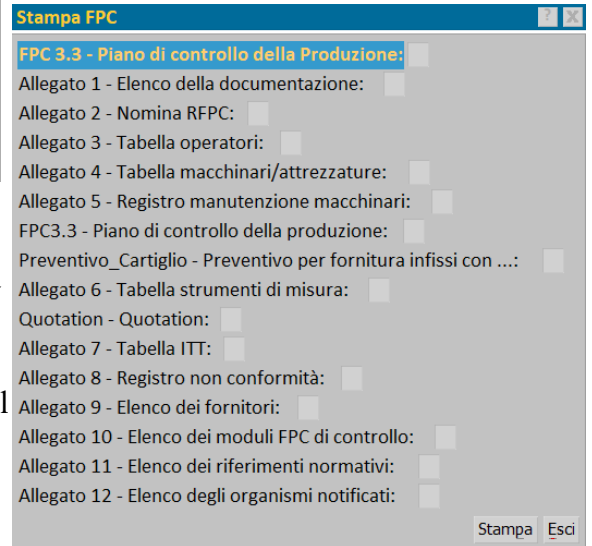 Stampa FPC
FPC 3.3 - Piano di controllo della Produzione:
Allegato 1 - Elenco della documentazione:
Allegato 2 - Nomina RFPC:
Allegato 3 - Tabella operatori:
Allegato 4 - Tabella macchinari/attrezzature:
Allegato 5 - Registro manutenzione macchinari:
FPC3.3 - Piano di controllo della produzione:
Preventivo_Cartiglio - Preventivo per fornitura infissi con ...:
Allegato 6 - Tabella strumenti di misura:
Quotation - Quotation:
Allegato 7 - Tabella ITT:
Allegato 8 - Registro non conformità:
Allegato 9 - Elenco dei fornitori:
Allegato 10 - Elenco dei moduli FPC di controllo:
Allegato 11 - Elenco dei riferimenti normativi:
Allegato 12 - Elenco degli organismi notificati:
Stampa Esci